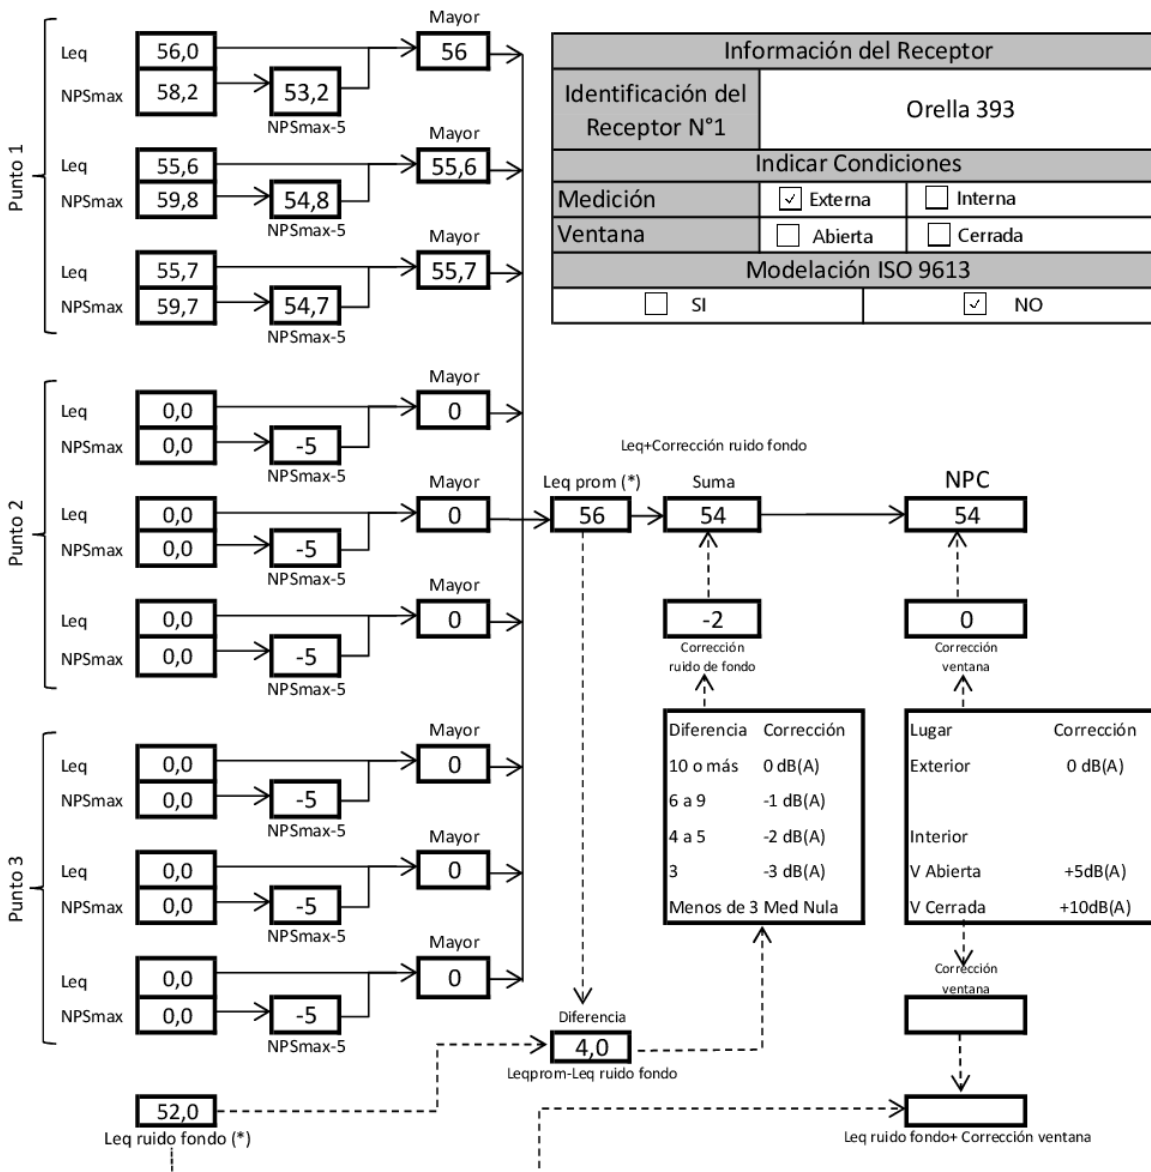 Información del Receptor
Identificación del Receptor N°1
Orella 393
Indicar Condiciones
Medición
✓ Externa
Interna
Ventana
Abierta
Cerrada
Modelación ISO 9613
SI
✓ NO
Punto 1
Mayor
Leq 56,0 56
NPSmax 58,2 53,2
NPSmax-5
Mayor
Leq 55,6 55,6
NPSmax 59,8 54,8
NPSmax-5
Mayor
Leq 55,7 55,7
NPSmax 59,7 54,7
NPSmax-5
Punto 2
Mayor
Leq 0,0 0
NPSmax 0,0 -5
NPSmax-5
Mayor
Leq 0,0 0
NPSmax 0,0 -5
NPSmax-5
Mayor
Leq 0,0 0
NPSmax 0,0 -5
NPSmax-5
Punto 3
Mayor
Leq 0,0 0
NPSmax 0,0 -5
NPSmax-5
Mayor
Leq 0,0 0
NPSmax 0,0 -5
NPSmax-5
Mayor
Leq 0,0 0
NPSmax 0,0 -5
NPSmax-5
52,0
Leq ruido fondo (*)
Leq+Corrección ruido fondo
Leq prom (*)
56
Suma
54
NPC
54
-2
Corrección
ruido de fondo
0
Corrección
ventana
Diferencia Corrección
10 o más 0 dB(A)
6 a 9 -1 dB(A)
4 a 5 -2 dB(A)
3 -3 dB(A)
Menos de 3 Med Nula
Lugar Corrección
Exterior 0 dB(A)
Interior
V Abierta +5dB(A)
V Cerrada +10dB(A)
Corrección
ventana
Diferencia
4,0
Leqprom-Leq ruido fondo
Leq ruido fondo+ Corrección ventana